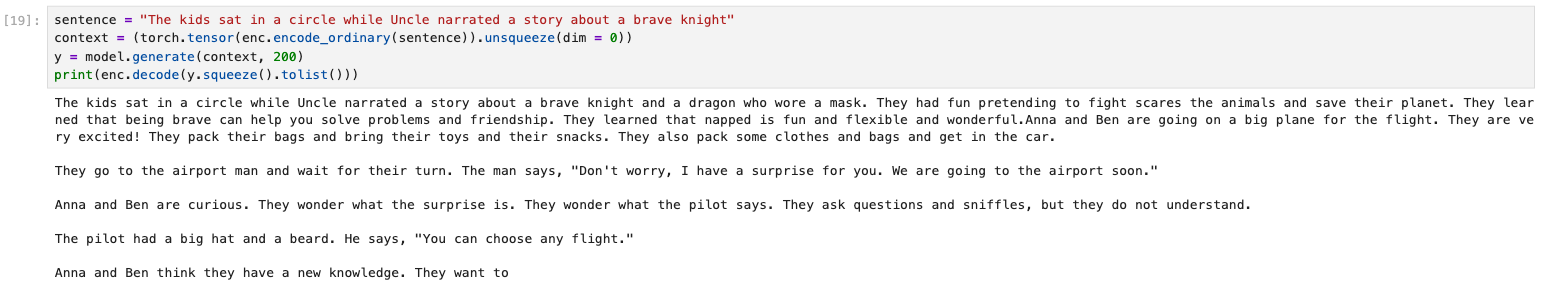 [19]: sentence = "The kids sat in a circle while Uncle narrated a story about a brave knight"
context = (torch.tensor(enc.encode_ordinary(sentence)).unsqueeze(dim = 0))
y = model.generate(context, 200)
print(enc.decode(y.squeeze().tolist()))
The kids sat in a circle while Uncle narrated a story about a brave knight and a dragon who wore a mask. They had fun pretending to fight scares the animals and save their planet. They lear
ned that being brave can help you solve problems and friendship. They learned that napped is fun and flexible and wonderful.Anna and Ben are going on a big plane for the flight. They are ve
ry excited! They pack their bags and bring their toys and their snacks. They also pack some clothes and bags and get in the car.
They go to the airport man and wait for their turn. The man says, "Don't worry, I have a surprise for you. We are going to the airport soon."
Anna and Ben are curious. They wonder what the surprise is. They wonder what the pilot says. They ask questions and sniffles, but they do not understand.
The pilot had a big hat and a beard. He says, "You can choose any flight."
Anna and Ben think they have a new knowledge. They want to